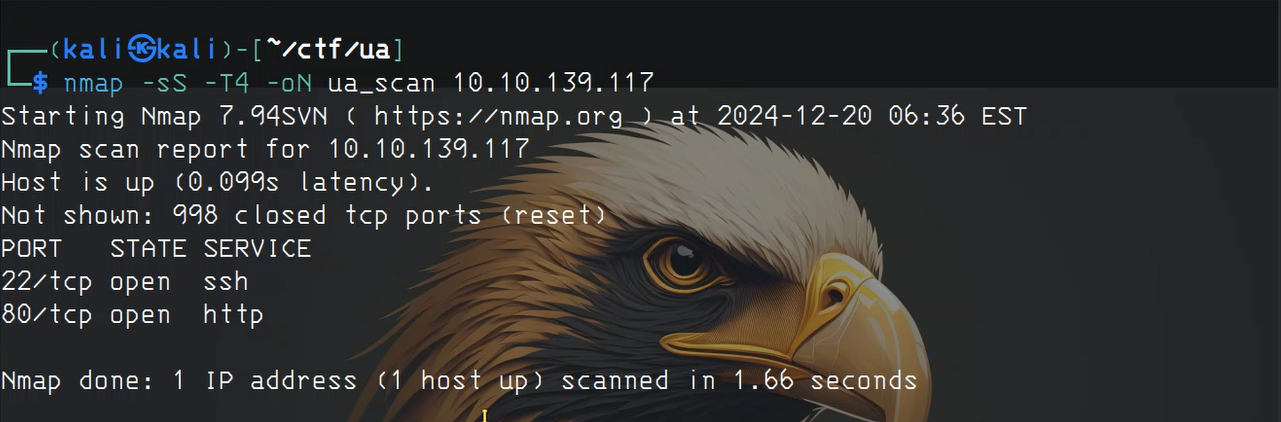 (kali㉿kali)-[~/ctf/ua]
$ nmap -sS -T4 -oN ua_scan 10.10.139.117
Starting Nmap 7.94SVN ( https://nmap.org ) at 2024-12-20 06:36 EST
Nmap scan report for 10.10.139.117
Host is up (0.099s latency).
Not shown: 998 closed tcp ports (reset)
PORT   STATE SERVICE
22/tcp open  ssh
80/tcp open  http
Nmap done: 1 IP address (1 host up) scanned in 1.66 seconds